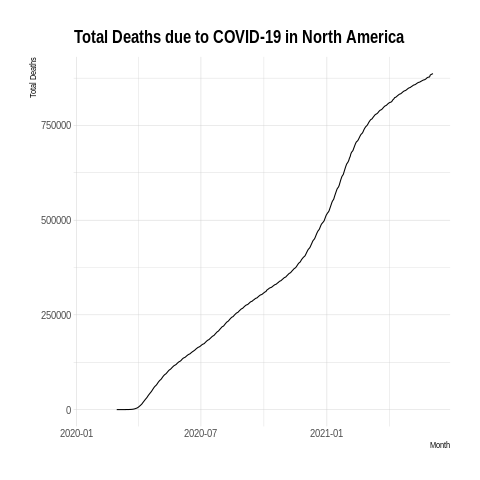 Total Deaths due to COVID-19 in North America
Total Deaths
750000
500000
250000
0
2020-01 2020-07 2021-01
Month